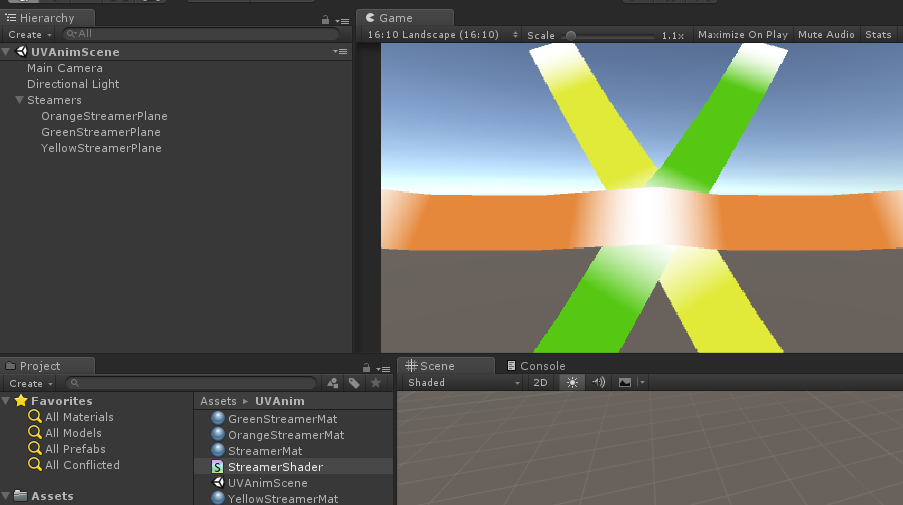 Hierarchy
Create
All
UVAnimScene
Main Camera
Directional Light
Steamers
OrangeStreamerPlane
GreenStreamerPlane
YellowStreamerPlane
Game
16:10 Landscape (16:10)
Scale
1.1x
Maximize On Play
Mute Audio
Stats
Project
Create
Favorites
All Materials
All Models
All Prefabs
All Conflicted
Assets
Assets ▸ UVAnim
GreenStreamerMat
OrangeStreamerMat
StreamerMat
StreamerShader
UVAnimScene
YellowStreamerMat
Scene
Console
Shaded
2D